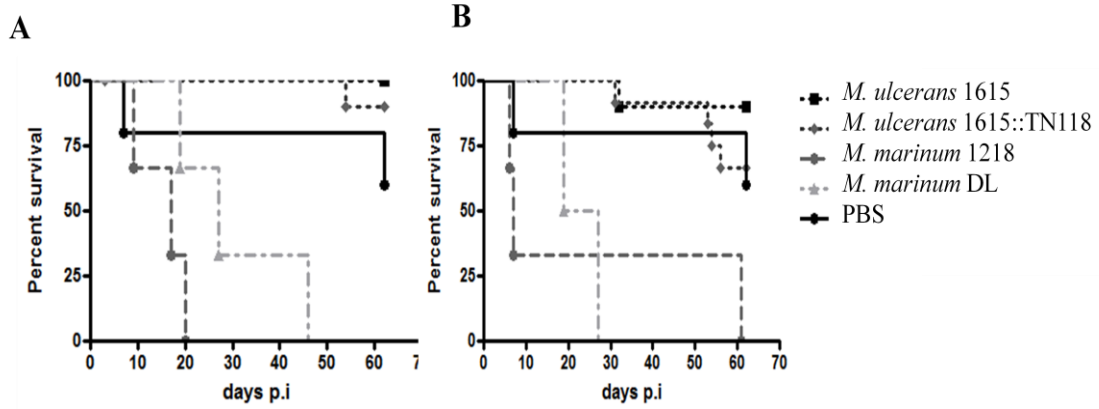 A
B
Percent survival
100
75
50
25
0
0 10 20 30 40 50 60 7
days p.i
Percent survival
100
75
50
25
0
0 10 20 30 40 50 60 70
days p.i
M. ulcerans 1615
M. ulcerans 1615::TN118
M. marinum 1218
M. marinum DL
PBS